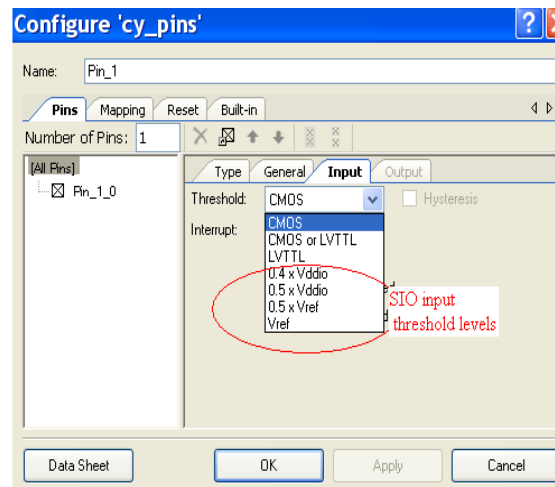 Configure 'cy_pins'
?
Name: Pin_1
Pins Mapping Reset Built-in
Number of Pins: 1
[All Pins]
Pin_1_0
Type General Input Output
Threshold: CMOS Hysteresis
Interrupt:
CMOS
CMOS or LVTTL
LVTTL
0.4 x Vddio
0.5 x Vddio
0.5 x Vref
Vref
SIO input
threshold levels
Data Sheet OK Apply Cancel